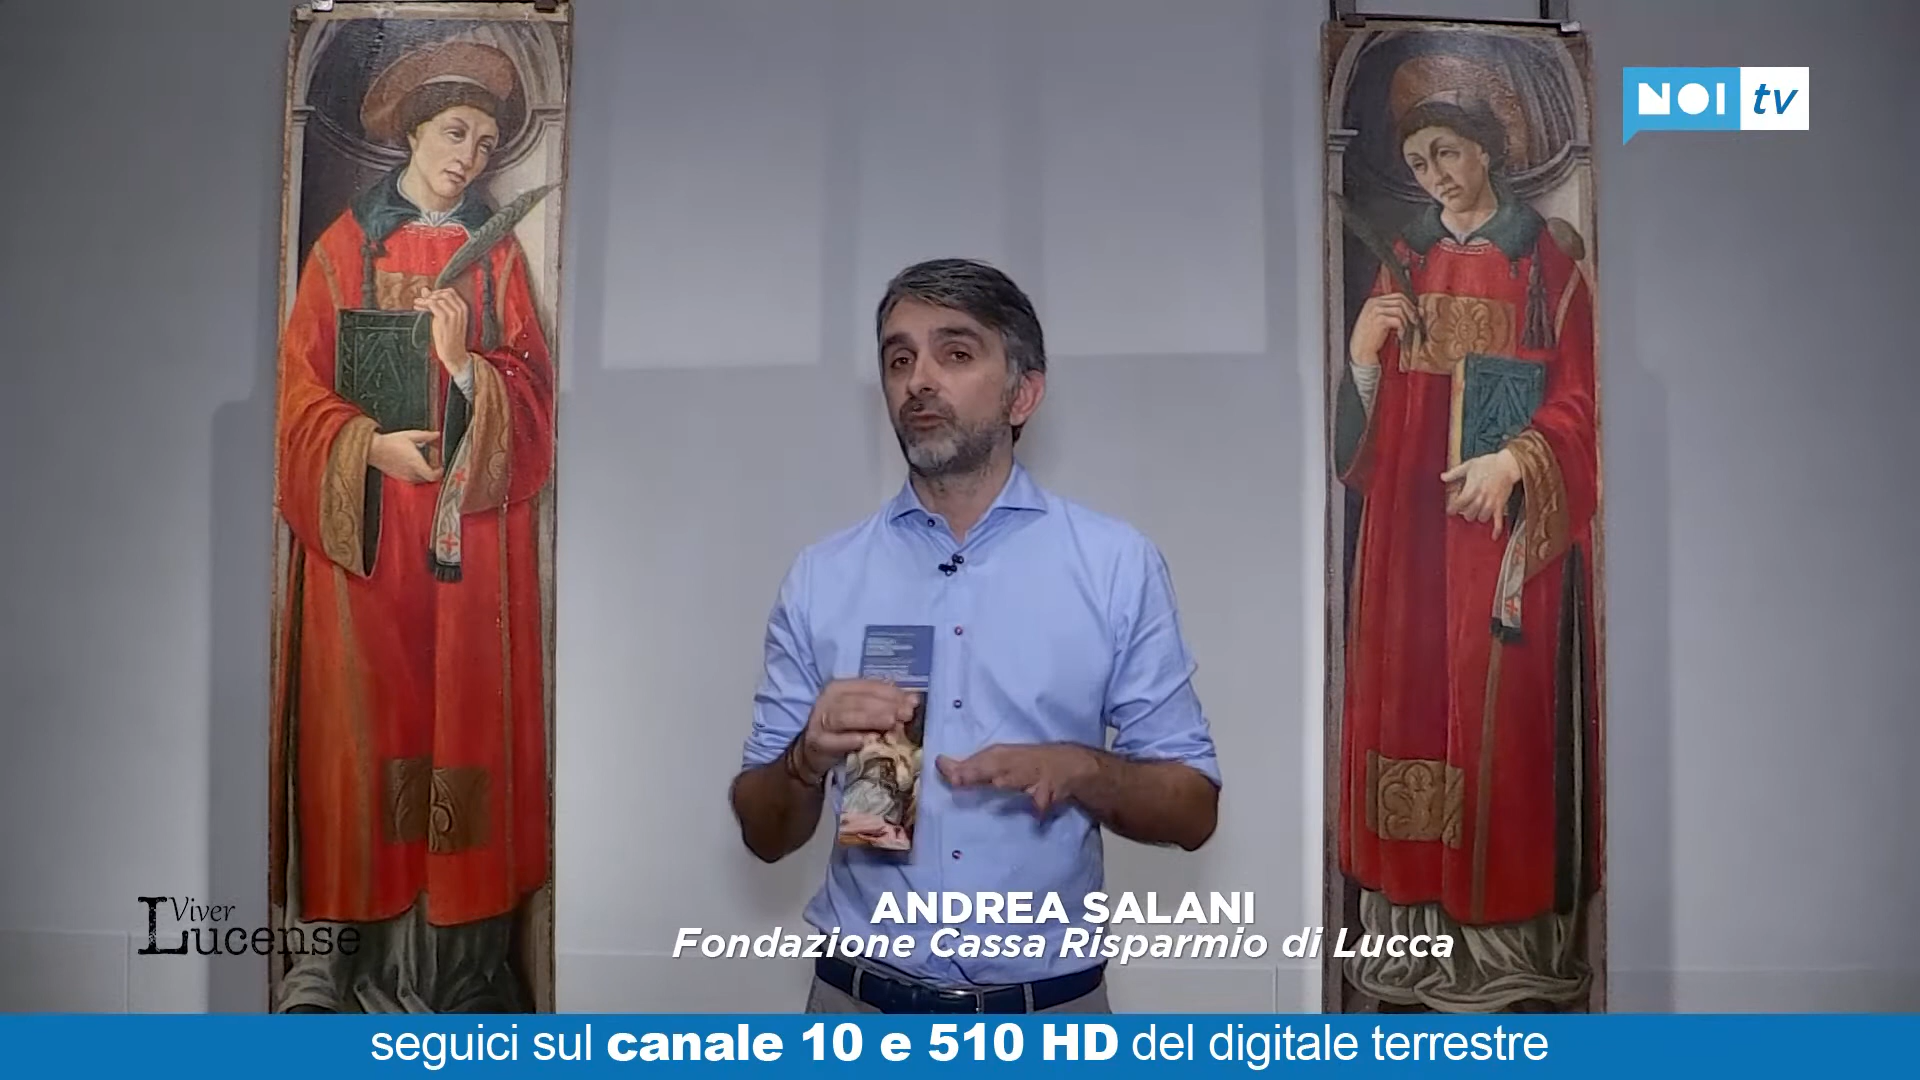 NOI tv
ANDREA SALANI
Fondazione Cassa Risparmio di Lucca
Viver
Lucense
seguici sul canale 10 e 510 HD del digitale terrestre